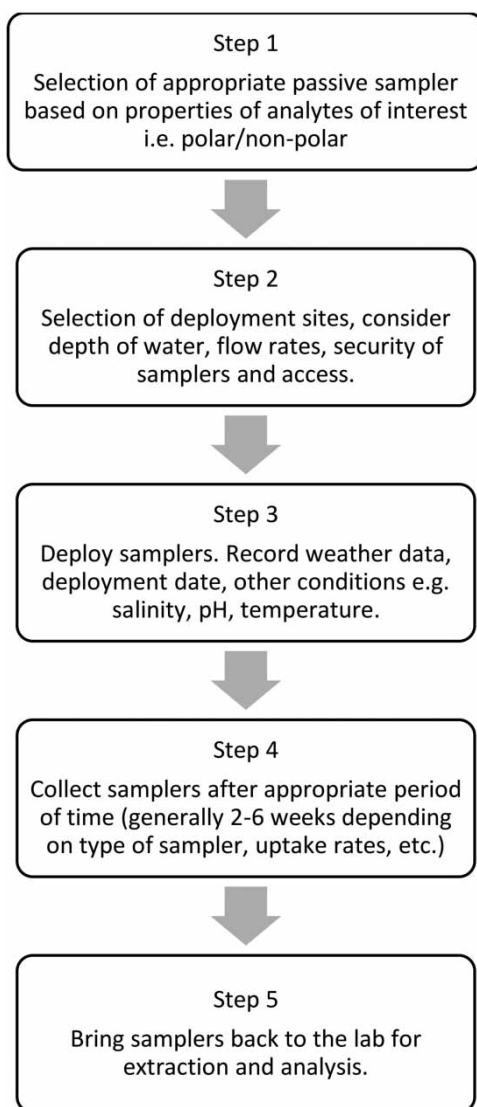 Step 1
Selection of appropriate passive sampler
based on properties of analytes of interest
i.e. polar/non-polar
Step 2
Selection of deployment sites, consider
depth of water, flow rates, security of
samplers and access.
Step 3
Deploy samplers. Record weather data,
deployment date, other conditions e.g.
salinity, pH, temperature.
Step 4
Collect samplers after appropriate period
of time (generally 2-6 weeks depending
on type of sampler, uptake rates, etc.)
Step 5
Bring samplers back to the lab for
extraction and analysis.